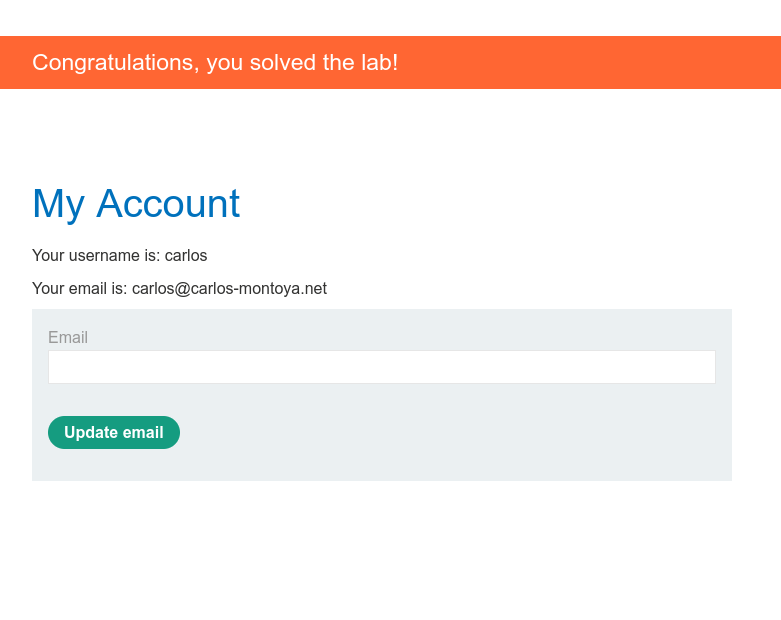 Congratulations, you solved the lab!
My Account
Your username is: carlos
Your email is: carlos@carlos-montoya.net
Email
Update email